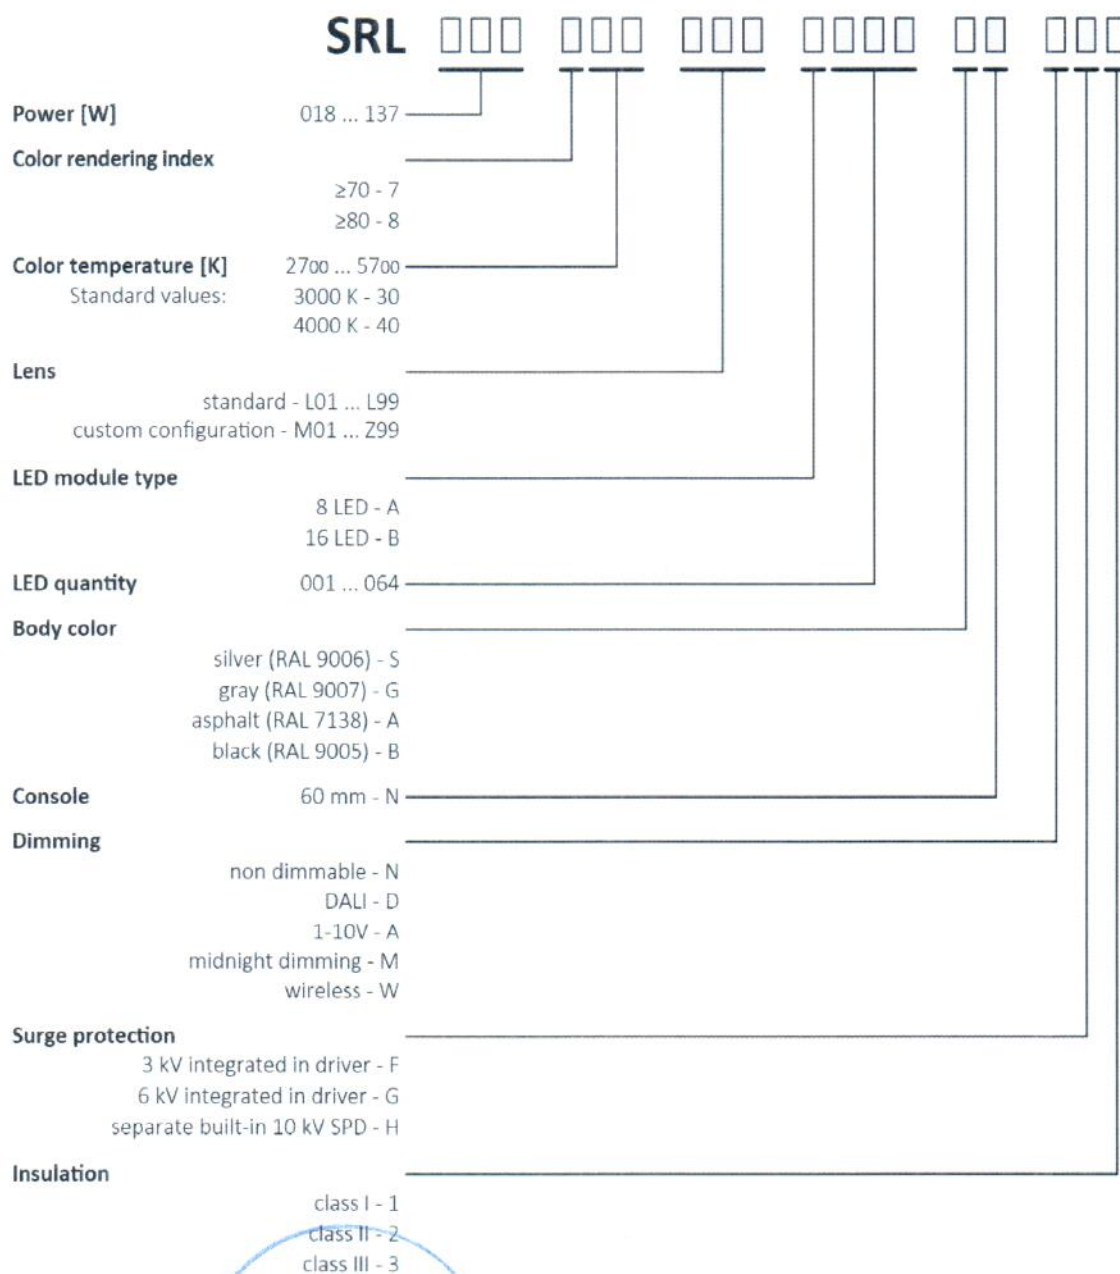 SRL
Power [W] 018 ... 137
Color rendering index
≥70 - 7
≥80 - 8
Color temperature [K] 2700 ... 5700
Standard values: 3000 K - 30
4000 K - 40
Lens
standard - L01 ... L99
custom configuration - M01 ... Z99
LED module type
8 LED - A
16 LED - B
LED quantity 001 ... 064
Body color
silver (RAL 9006) - S
gray (RAL 9007) - G
asphalt (RAL 7138) - A
black (RAL 9005) - B
Console 60 mm - N
Dimming
non dimmable - N
DALI - D
1-10V - A
midnight dimming - M
wireless - W
Surge protection
3 kV integrated in driver - F
6 kV integrated in driver - G
separate built-in 10 kV SPD - H
Insulation
class I - 1
class II - 2
class III - 3